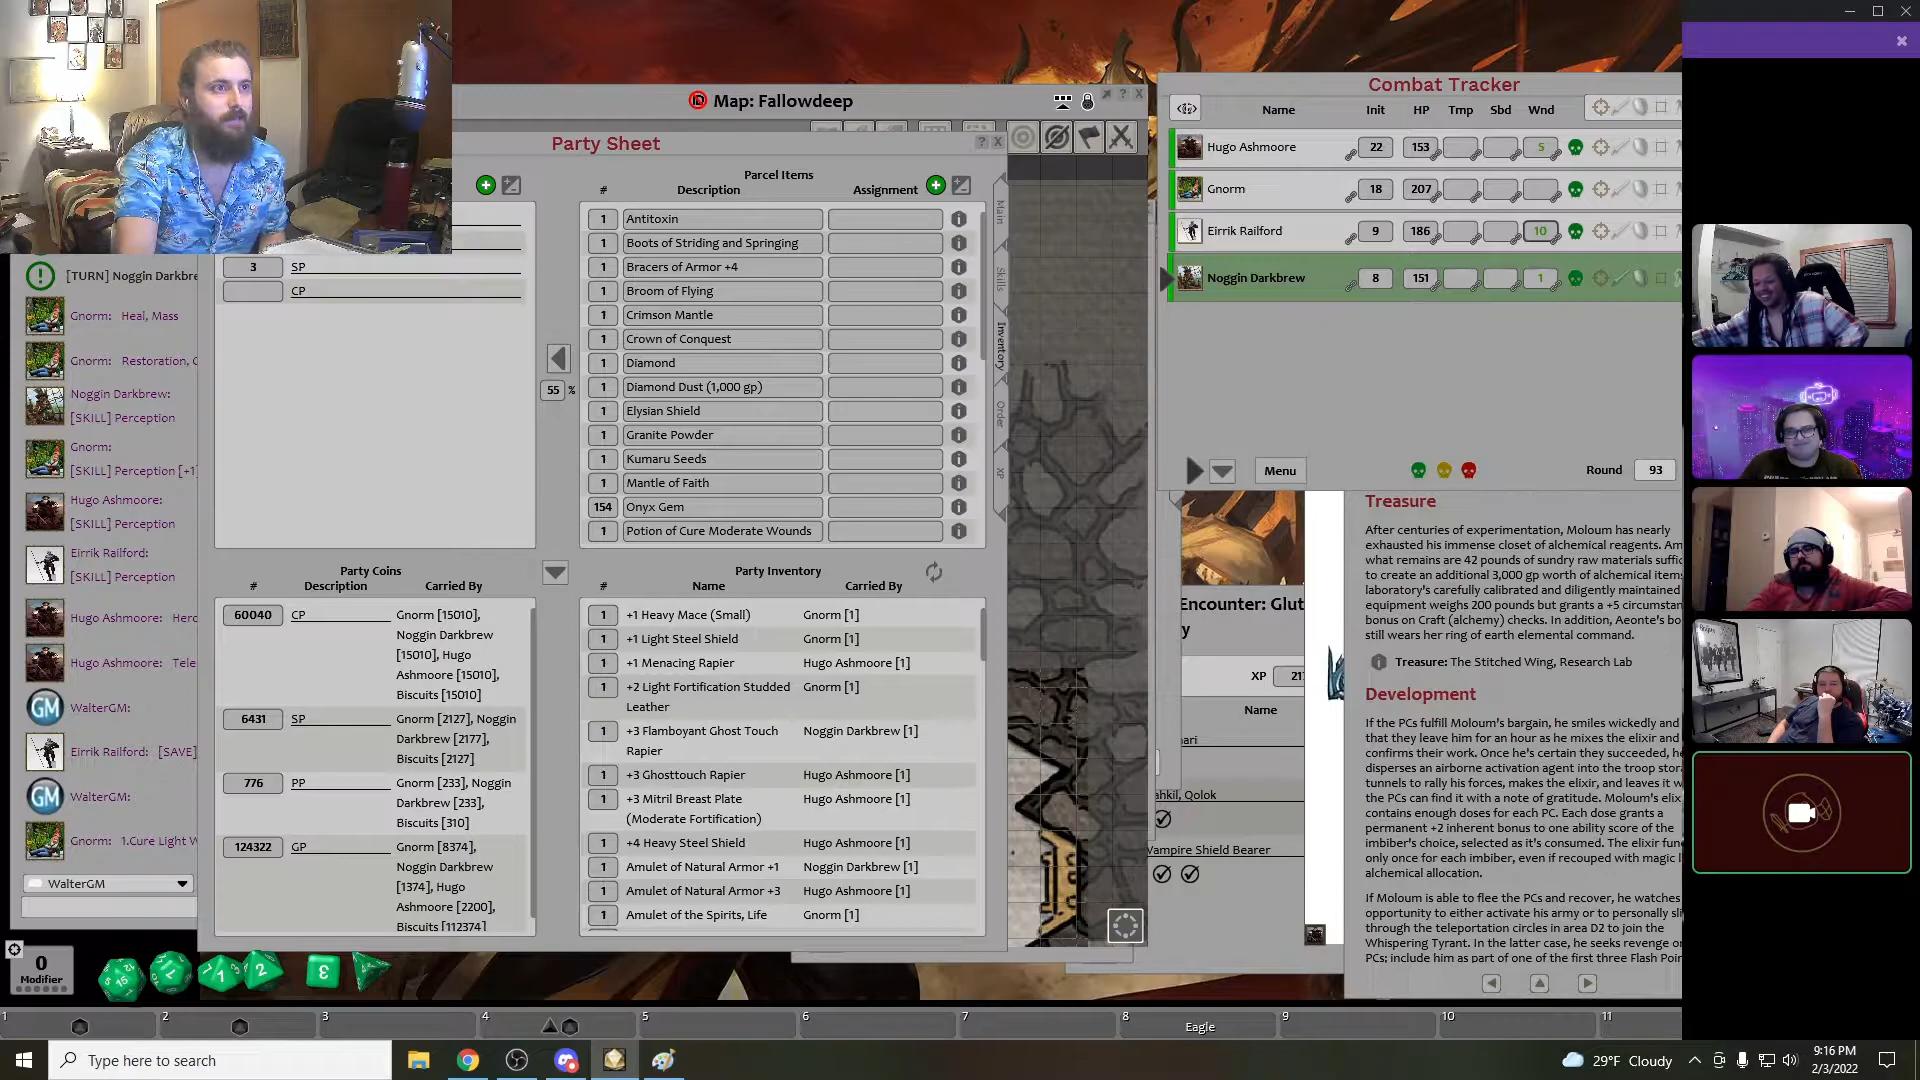 Map: Fallowdeep
Party Sheet
Parcel Items
# Description Assignment
3 SP
CP
1 Antitoxin
1 Boots of Striding and Springing
1 Bracers of Armor +4
1 Broom of Flying
1 Crimson Mantle
1 Crown of Conquest
1 Diamond
1 Diamond Dust (1,000 gp)
1 Elysian Shield
1 Granite Powder
1 Kumaru Seeds
1 Mantle of Faith
154 Onyx Gem
1 Potion of Cure Moderate Wounds
55 %
Main
Skills
Inventory
Order
XP
Party Coins
# Description Carried By
60040 CP Gnorm [15010],
Noggin Darkbrew
[15010], Hugo
Ashmoore [15010],
Biscuits [15010]
6431 SP Gnorm [2127], Noggin
Darkbrew [2177],
Biscuits [2127]
776 PP Gnorm [233], Noggin
Darkbrew [233],
Biscuits [310]
124322 GP Gnorm [8374],
Noggin Darkbrew
[1374], Hugo
Ashmoore [2200],
Biscuits [112374]
Party Inventory
# Name Carried By
1 +1 Heavy Mace (Small) Gnorm [1]
1 +1 Light Steel Shield Gnorm [1]
1 +1 Menacing Rapier Hugo Ashmoore [1]
1 +2 Light Fortification Studded Gnorm [1]
Leather
1 +3 Flamboyant Ghost Touch Noggin Darkbrew [1]
Rapier
1 +3 Ghosttouch Rapier Hugo Ashmoore [1]
1 +3 Mitril Breast Plate Hugo Ashmoore [1]
(Moderate Fortification)
1 +4 Heavy Steel Shield Hugo Ashmoore [1]
1 Amulet of Natural Armor +1 Noggin Darkbrew [1]
1 Amulet of Natural Armor +3 Hugo Ashmoore [1]
1 Amulet of the Spirits, Life Gnorm [1]
[TURN] Noggin Darkbre
Gnorm: Heal, Mass
Gnorm: Restoration, G
Noggin Darkbrew:
[SKILL] Perception
Gnorm:
[SKILL] Perception [+1]
Hugo Ashmoore:
[SKILL] Perception
Eirrik Railford:
[SKILL] Perception
Hugo Ashmoore: Herc
Hugo Ashmoore: Tele
GM WalterGM:
Eirrik Railford: [SAVE]
GM WalterGM:
Gnorm: 1.Cure Light W
WalterGM
0
Modifier
Combat Tracker
Name Init HP Tmp Sbd Wnd
Hugo Ashmoore 22 153 5
Gnorm 18 207
Eirrik Railford 9 186 10
Noggin Darkbrew 8 151 1
Menu Round 93
Encounter: Glut
y
XP 21
Name
nari
ahkil, Qolok
Vampire Shield Bearer
Treasure
After centuries of experimentation, Moloum has nearly
exhausted his immense closet of alchemical reagents. Am
what remains are 42 pounds of sundry raw materials suffic
to create an additional 3,000 gp worth of alchemical items
laboratory's carefully calibrated and diligently maintained
equipment weighs 200 pounds but grants a +5 circumstan
bonus on Craft (alchemy) checks. In addition, Aeonte's bo
still wears her ring of earth elemental command.
Treasure: The Stitched Wing, Research Lab
Development
If the PCs fulfill Moloum's bargain, he smiles wickedly and
that they leave him for an hour as he mixes the elixir and
confirms their work. Once he's certain they succeeded, he
disperses an airborne activation agent into the troop stora
tunnels to rally his forces, makes the elixir, and leaves it w
the PCs can find it with a note of gratitude. Moloum's elix
contains enough doses for each PC. Each dose grants a
permanent +2 inherent bonus to one ability score of the
imbiber's choice, selected as it's consumed. The elixir func
only once for each imbiber, even if recouped with magic l
alchemical allocation.
If Moloum is able to flee the PCs and recover, he watches
opportunity to either activate his army or to personally sli
through the teleportation circles in area D2 to join the
Whispering Tyrant. In the latter case, he seeks revenge on
PCs; include him as part of one of the first three Flash Poin
1 2 3 4 5 6 7 8 9 10 11
Eagle
Type here to search
29°F Cloudy
9:16 PM
2/3/2022